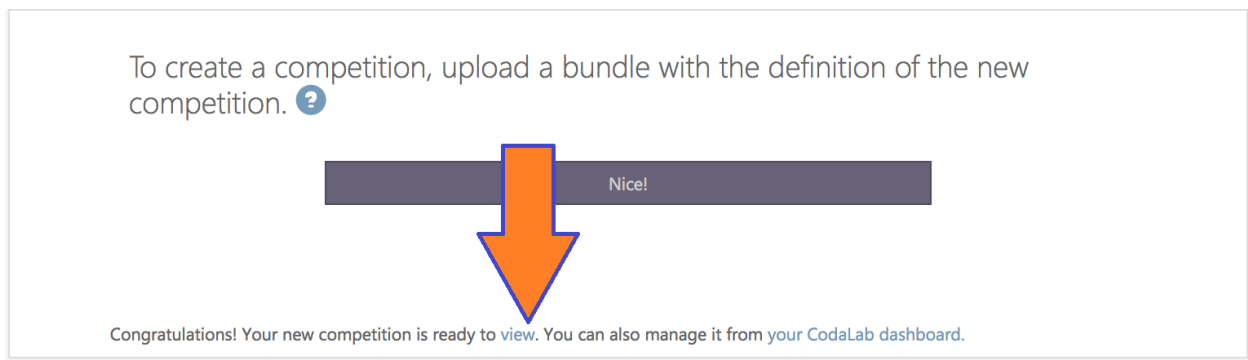 To create a competition, upload a bundle with the definition of the new
competition. ?
Nice!
Congratulations! Your new competition is ready to view. You can also manage it from your CodaLab dashboard.